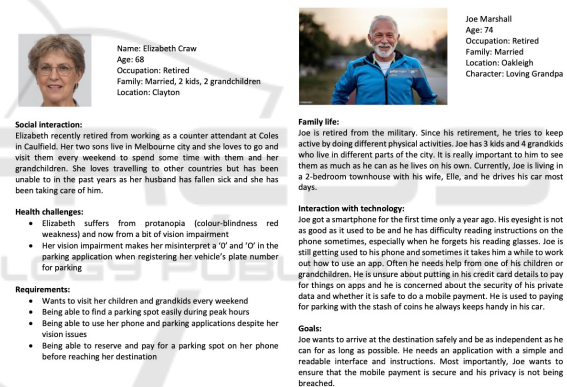 Name: Elizabeth Craw
Age: 68
Occupation: Retired
Family: Married, 2 kids, 2 grandchildren
Location: Clayton
Social interaction:
Elizabeth recently retired from working as a counter attendant at Coles
in Caulfield. Her two sons live in Melbourne city and she loves to go and
visit them every weekend to spend some time with them and her
grandchildren. She loves travelling to other countries but has been
unable to in the past years as her husband has fallen sick and she has
been taking care of him.
Health challenges:
• Elizabeth suffers from protanopia (colour-blindness red
weakness) and now from a bit of vision impairment
• Her vision impairment makes her misinterpret a '0' and 'O' in the
parking application when registering her vehicle's plate number
for parking
Requirements:
• Wants to visit her children and grandkids every weekend
• Being able to find a parking spot easily during peak hours
• Being able to use her phone and parking applications despite her
vision issues
• Being able to reserve and pay for a parking spot on her phone
before reaching her destination
Joe Marshall
Age: 74
Occupation: Retired
Family: Married
Location: Oakleigh
Character: Loving Grandpa
Family life:
Joe is retired from the military. Since his retirement, he tries to keep
active by doing different physical activities. Joe has 3 kids and 4 grandkids
who live in different parts of the city. It is really important to him to see
them as much as he can as he lives on his own. Currently, Joe is living in
a 2-bedroom townhouse with his wife, Elle, and he drives his car most
days.
Interaction with technology:
Joe got a smartphone for the first time only a year ago. His eyesight is not
as good as it used to be and he has difficulty reading instructions on the
phone sometimes, especially when he forgets his reading glasses. Joe is
still getting used to his phone and sometimes it takes him a while to work
out how to use an app. Often he needs help from one of his children or
grandchildren. He is unsure about putting in his credit card details to pay
for things on apps and he is concerned about the security of his private
data and whether it is safe to do a mobile payment. He is used to paying
for parking with the stash of coins he always keeps handy in his car.
Goals:
Joe wants to arrive at the destination safely and be as independent as he
can for as long as possible. He needs an application with a simple and
readable interface and instructions. Most importantly, Joe wants to
ensure that the mobile payment is secure and his privacy is not being
breached.